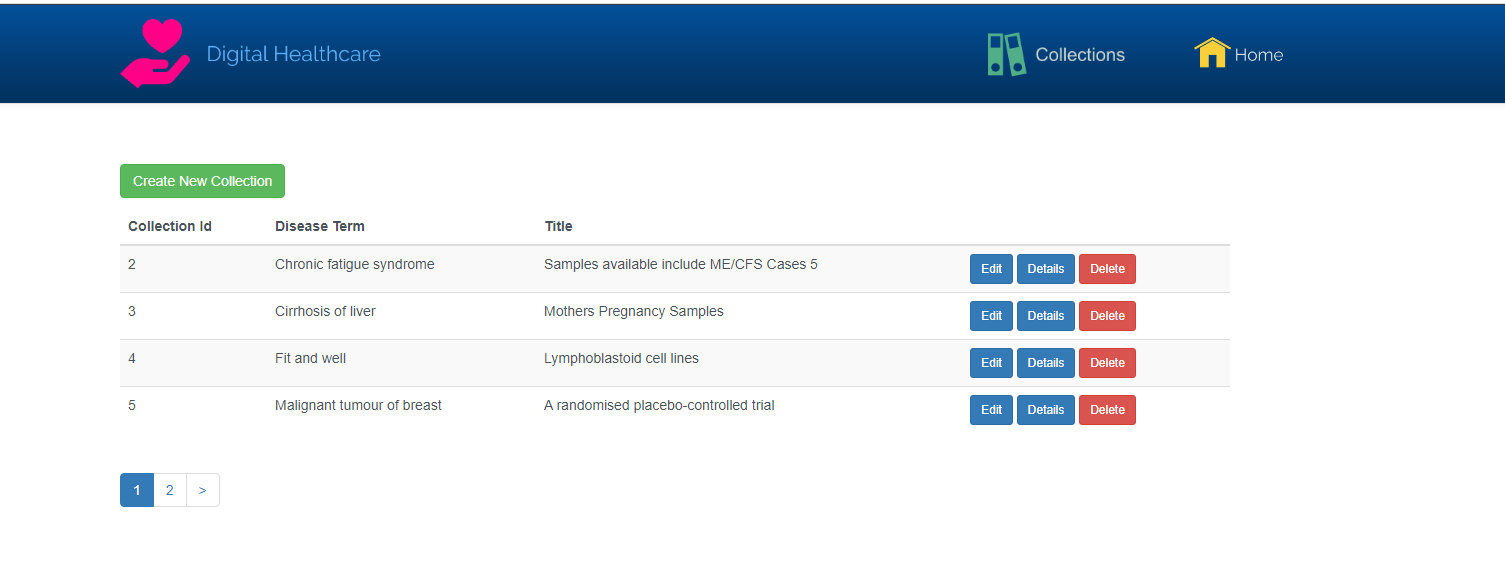 Digital Healthcare
Collections
Home
Create New Collection
Collection Id Disease Term Title
2 Chronic fatigue syndrome Samples available include ME/CFS Cases 5 Edit Details Delete
3 Cirrhosis of liver Mothers Pregnancy Samples Edit Details Delete
4 Fit and well Lymphoblastoid cell lines Edit Details Delete
5 Malignant tumour of breast A randomised placebo-controlled trial Edit Details Delete
1 2 >